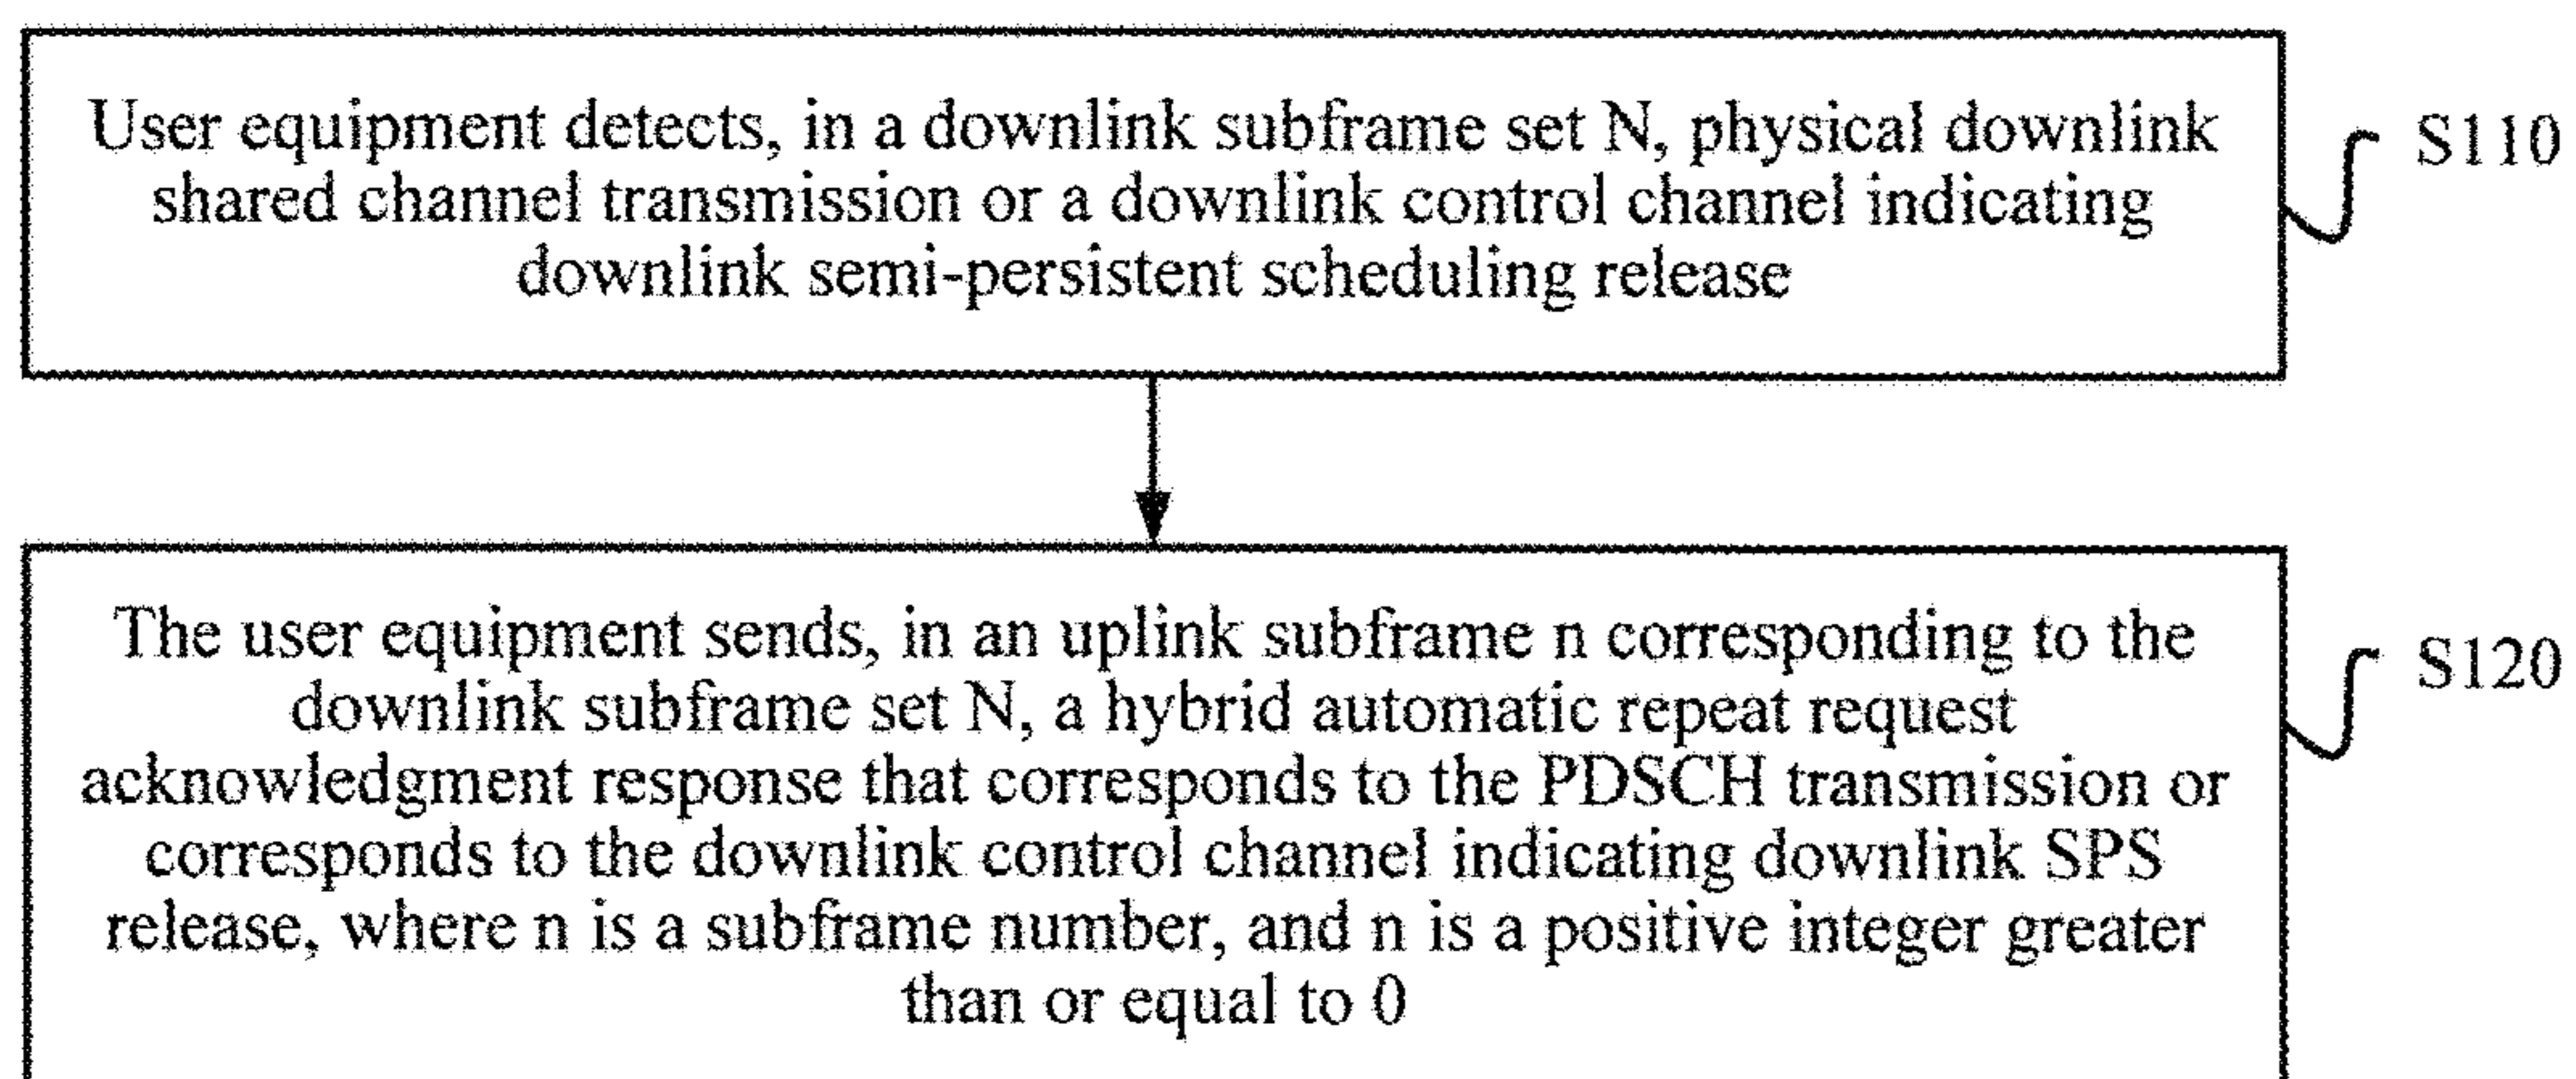 User equipment detects, in a downlink subframe set N, physical downlink
shared channel transmission or a downlink control channel indicating
downlink semi-persistent scheduling release
S110
The user equipment sends, in an uplink subframe n corresponding to the
downlink subframe set N, a hybrid automatic repeat request
acknowledgment response that corresponds to the PDSCH transmission or
corresponds to the downlink control channel indicating downlink SPS
release, where n is a subframe number, and n is a positive integer greater
than or equal to 0
S120